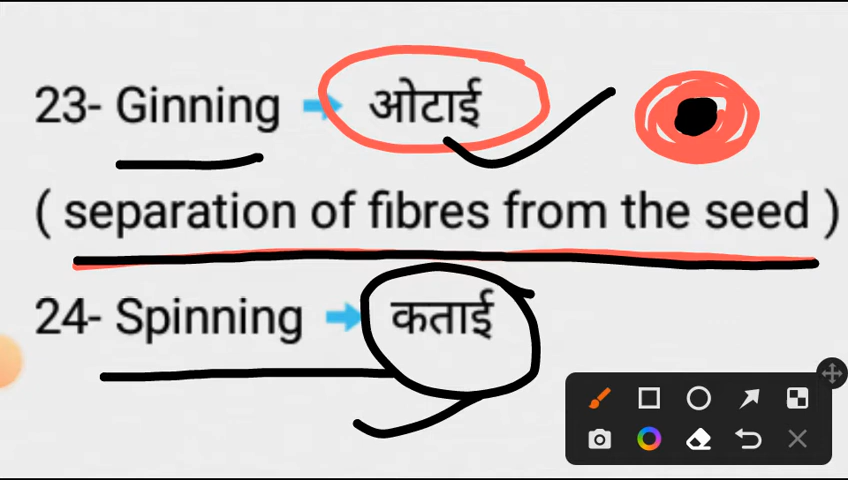 23- Ginning ➡ ओटाई
( separation of fibres from the seed )
24- Spinning ➡ कताई